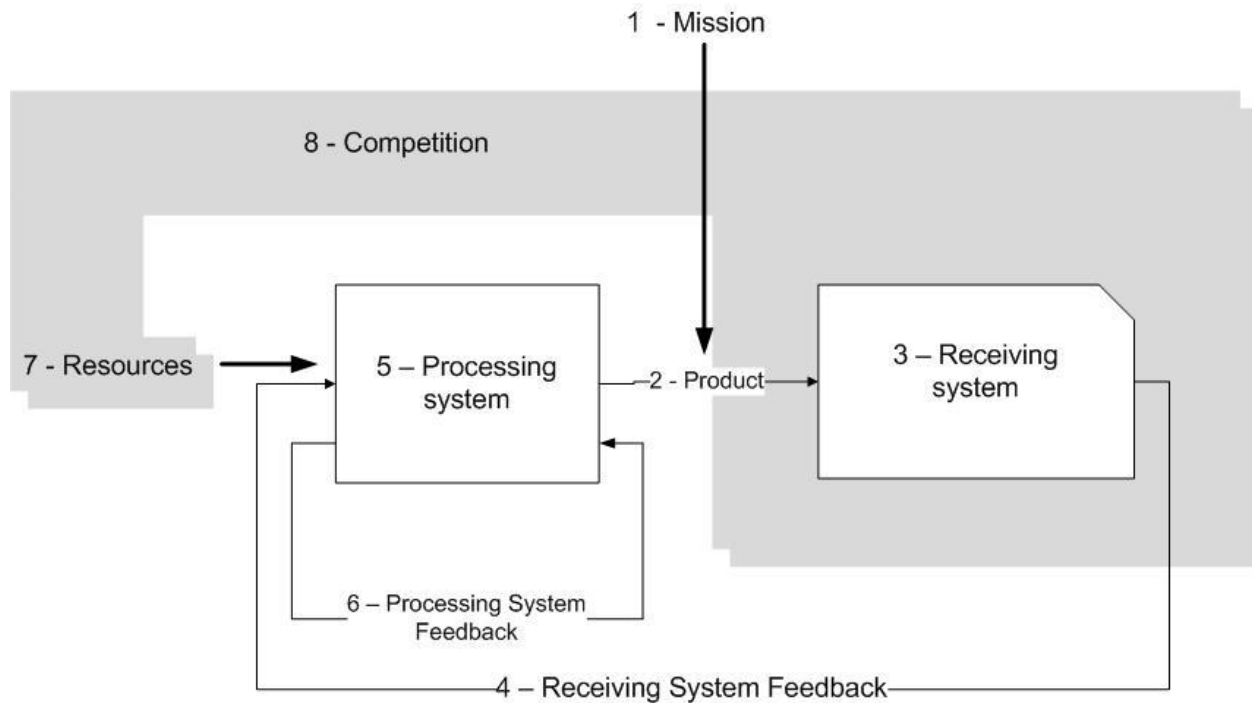 1 - Mission
8 - Competition
7 - Resources
5 – Processing
system
2 - Product
3 – Receiving
system
6 – Processing System
Feedback
4 – Receiving System Feedback